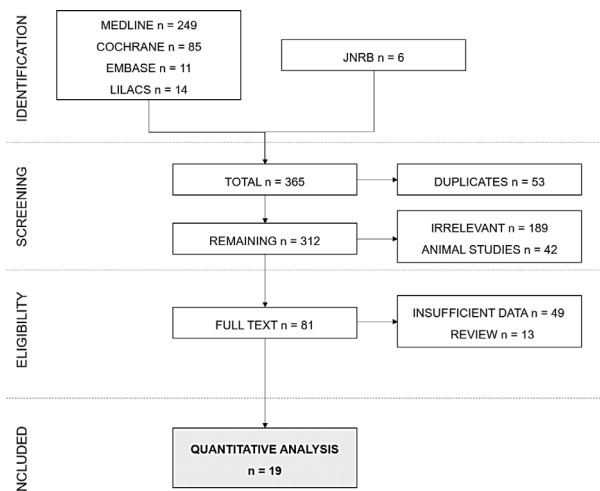 IDENTIFICATION
MEDLINE n = 249
COCHRANE n = 85
EMBASE n = 11
LILACS n = 14
JNRB n = 6
SCREENING
TOTAL n = 365
DUPLICATES n = 53
REMAINING n = 312
IRRELEVANT n = 189
ANIMAL STUDIES n = 42
ELIGIBILITY
FULL TEXT n = 81
INSUFFICIENT DATA n = 49
REVIEW n = 13
NCLUDED
QUANTITATIVE ANALYSIS
n = 19